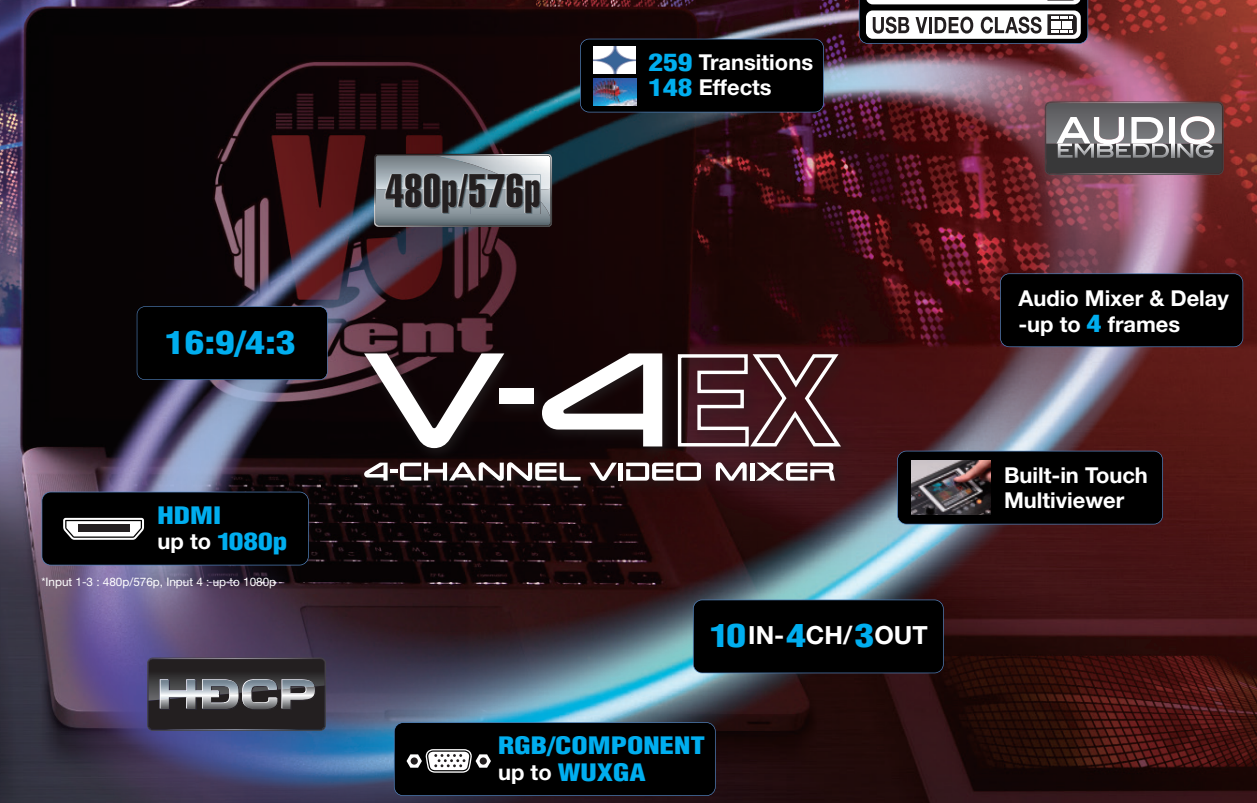 USB VIDEO CLASS
259 Transitions
148 Effects
AUDIO
EMBEDDING
480p/576p
VJ
Audio Mixer & Delay
-up to 4 frames
16:9/4:3
V-4EX
4-CHANNEL VIDEO MIXER
Built-in Touch
Multiviewer
HDMI
up to 1080p
*Input 1-3 : 480p/576p, Input 4 : up to 1080p
10IN-4CH/3OUT
HDCP
RGB/COMPONENT
up to WUXGA